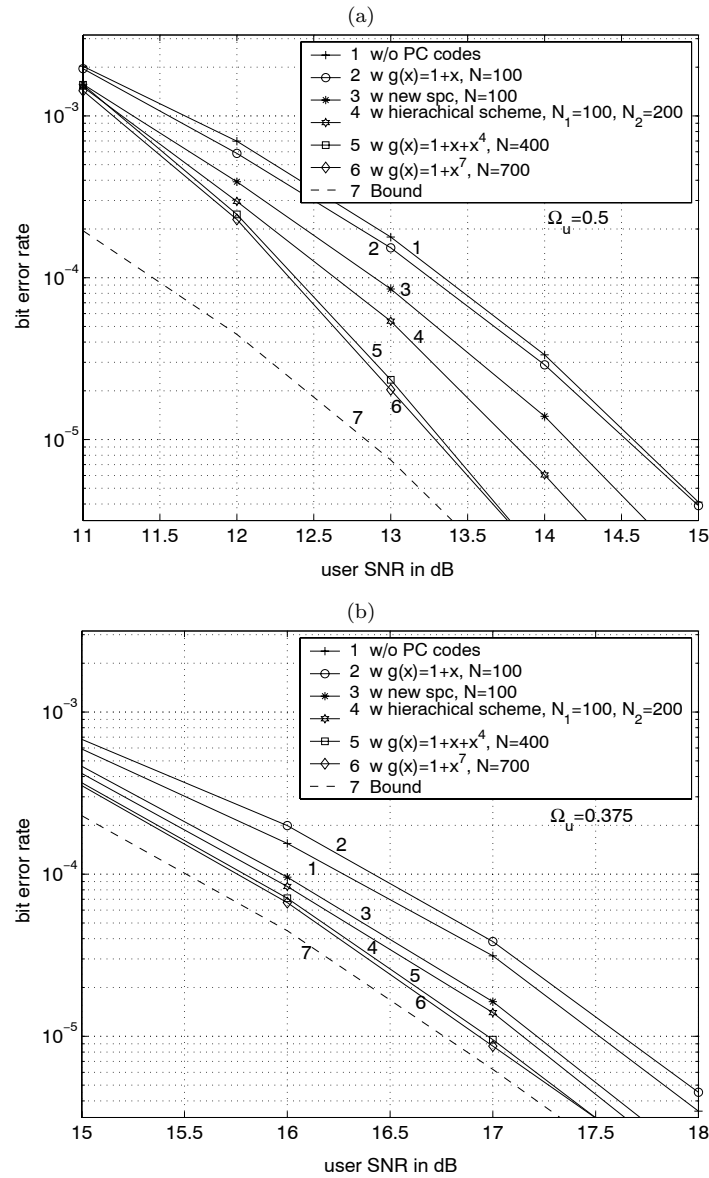 (a)
1 w/o PC codes
2 w g(x)=1+x, N=100
3 w new spc, N=100
4 w hierachical scheme, N₁=100, N₂=200
5 w g(x)=1+x+x⁴, N=400
6 w g(x)=1+x⁷, N=700
7 Bound
Ωᵤ=0.5
10⁻³
10⁻⁴
10⁻⁵
bit error rate
1
2
3
4
5
6
7
11 11.5 12 12.5 13 13.5 14 14.5 15
user SNR in dB
(b)
1 w/o PC codes
2 w g(x)=1+x, N=100
3 w new spc, N=100
4 w hierachical scheme, N₁=100, N₂=200
5 w g(x)=1+x+x⁴, N=400
6 w g(x)=1+x⁷, N=700
7 Bound
Ωᵤ=0.375
10⁻³
10⁻⁴
10⁻⁵
bit error rate
2
1
3
4
5
6
7
15 15.5 16 16.5 17 17.5 18
user SNR in dB